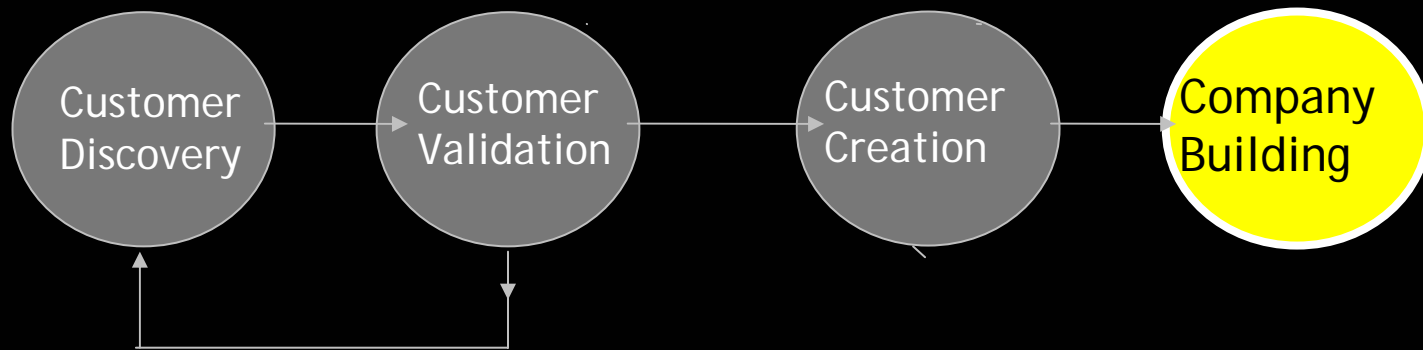 Customer
Discovery
Customer
Validation
Customer
Creation
Company
Building